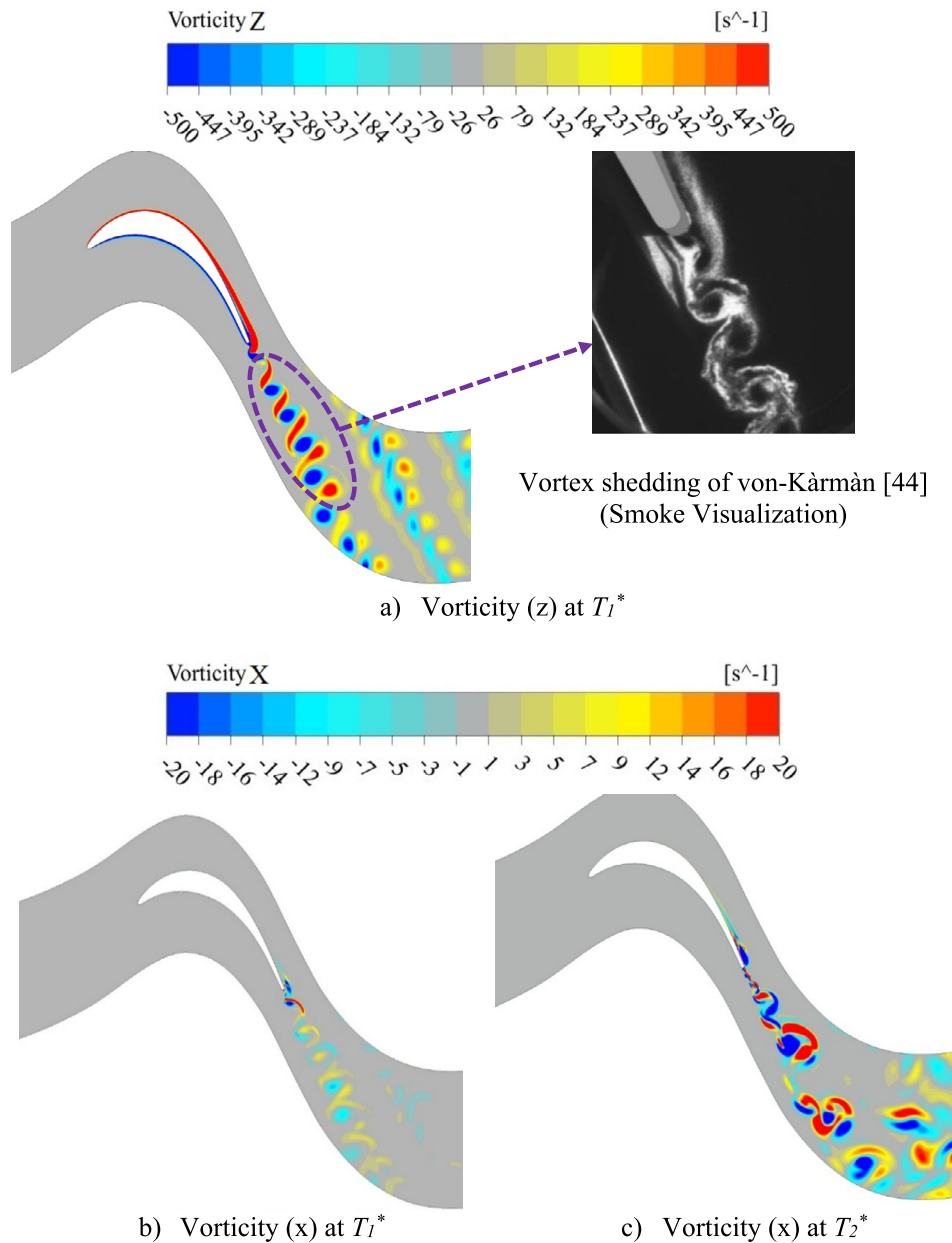 Vorticity Z [s^-1]
-500 -447 -395 -342 -289 -237 -184 -132 -79 -26 26 79 132 184 237 289 342 395 447 500
Vortex shedding of von-Kàrmàn [44]
(Smoke Visualization)
a) Vorticity (z) at T1*
Vorticity X [s^-1]
-20 -18 -16 -14 -12 -9 -7 -5 -3 -1 1 3 5 7 9 12 14 16 18 20
b) Vorticity (x) at T1*
c) Vorticity (x) at T2*